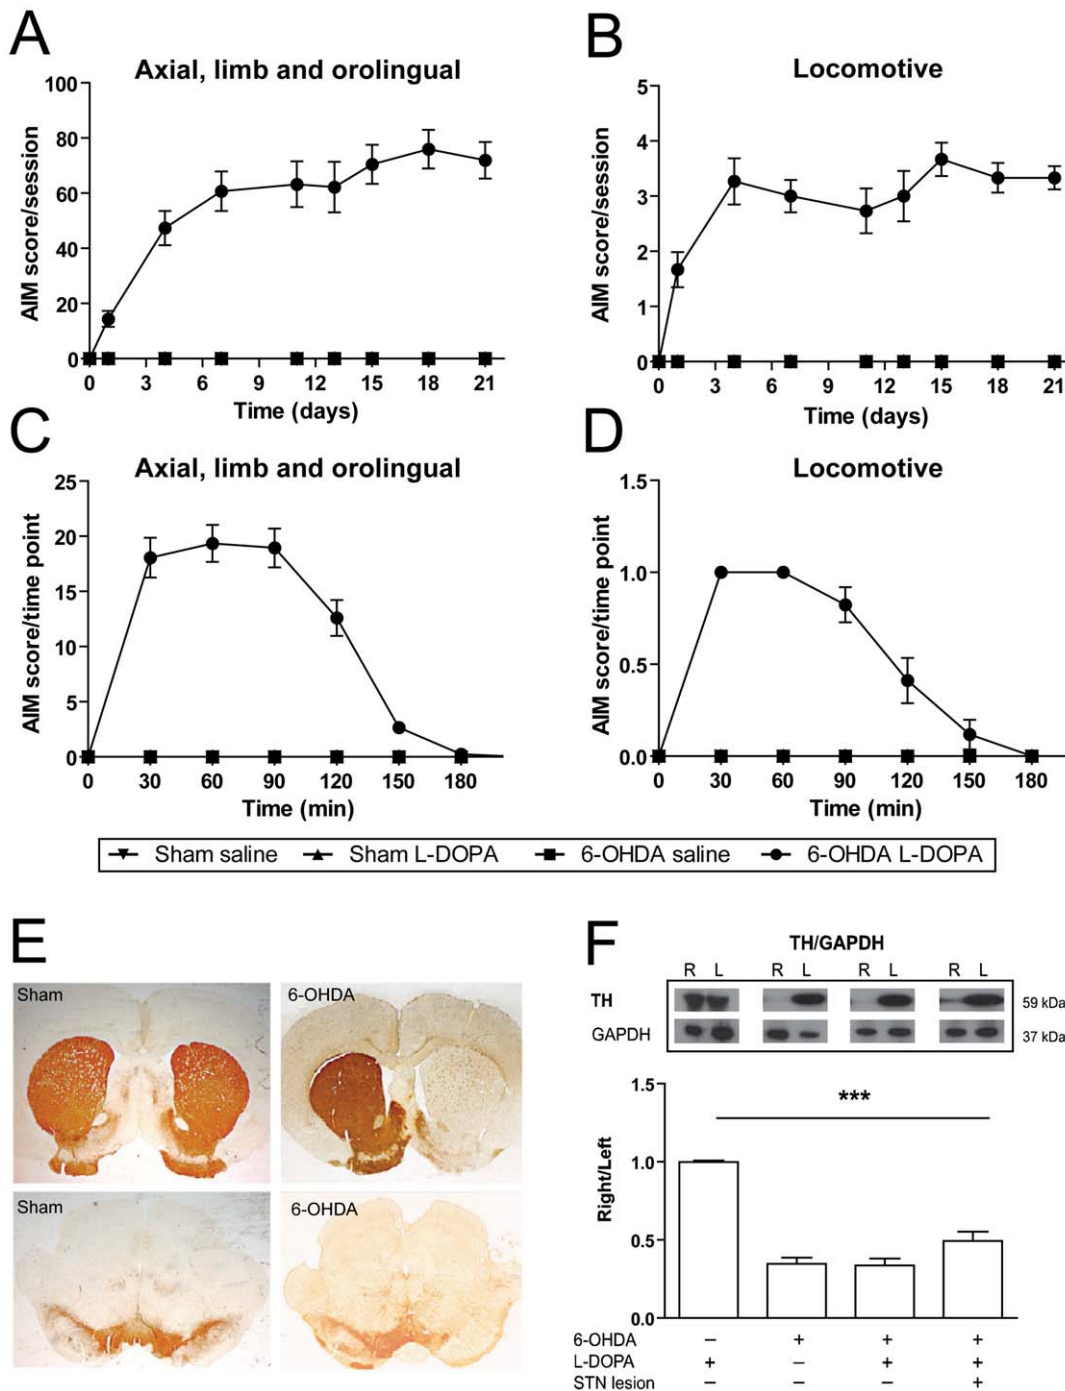 A
Axial, limb and orolingual
AIM score/session
100
80
60
40
20
0
0 3 6 9 12 15 18 21
Time (days)
B
Locomotive
AIM score/session
5
4
3
2
1
0
0 3 6 9 12 15 18 21
Time (days)
C
Axial, limb and orolingual
AIM score/time point
25
20
15
10
5
0
0 30 60 90 120 150 180
Time (min)
D
Locomotive
AIM score/time point
1.5
1.0
0.5
0.0
0 30 60 90 120 150 180
Time (min)
Sham saline Sham L-DOPA 6-OHDA saline 6-OHDA L-DOPA
E
Sham
6-OHDA
Sham
6-OHDA
F
TH/GAPDH
R L R L R L R L
TH 59 kDa
GAPDH 37 kDa
Right/Left
1.5
1.0
0.5
0.0
***
6-OHDA – + + +
L-DOPA + – + +
STN lesion – – – +